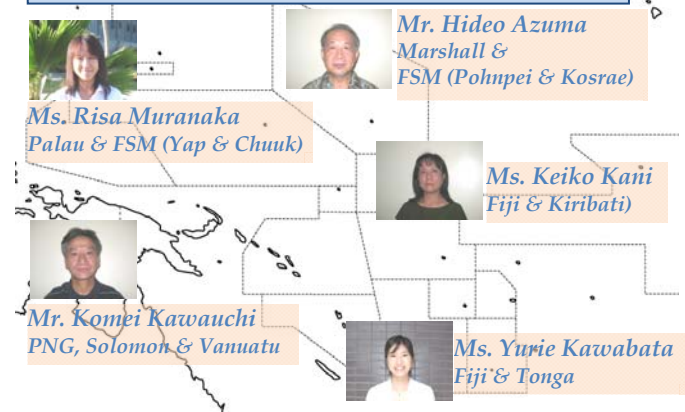 Mr. Hideo Azuma
Marshall &
FSM (Pohnpei & Kosrae)
Ms. Risa Muranaka
Palau & FSM (Yap & Chuuk)
Ms. Keiko Kani
Fiji & Kiribati)
Mr. Komei Kawauchi
PNG, Solomon & Vanuatu
Ms. Yurie Kawabata
Fiji & Tonga